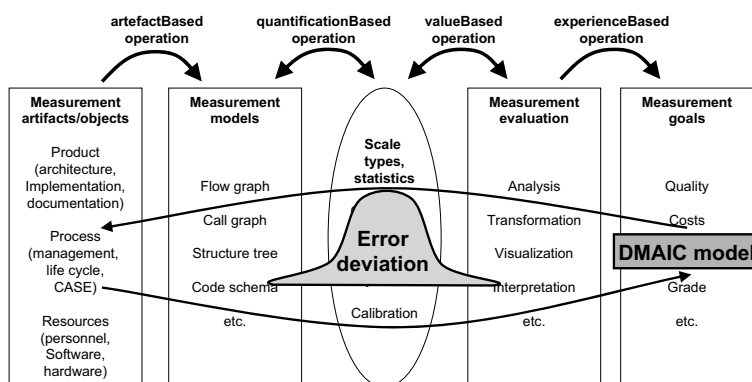 artefactBased
operation
quantificationBased
operation
valueBased
operation
experienceBased
operation
Measurement
artifacts/objects
Product
(architecture,
Implementation,
documentation)
Process
(management,
life cycle,
CASE)
Resources
(personnel,
Software,
hardware)
Measurement
models
Flow graph
Call graph
Structure tree
Code schema
etc.
Scale
types,
statistics
Error
deviation
Calibration
Measurement
evaluation
Analysis
Transformation
Visualization
Interpretation
etc.
Measurement
goals
Quality
Costs
DMAIC model
Grade
etc.